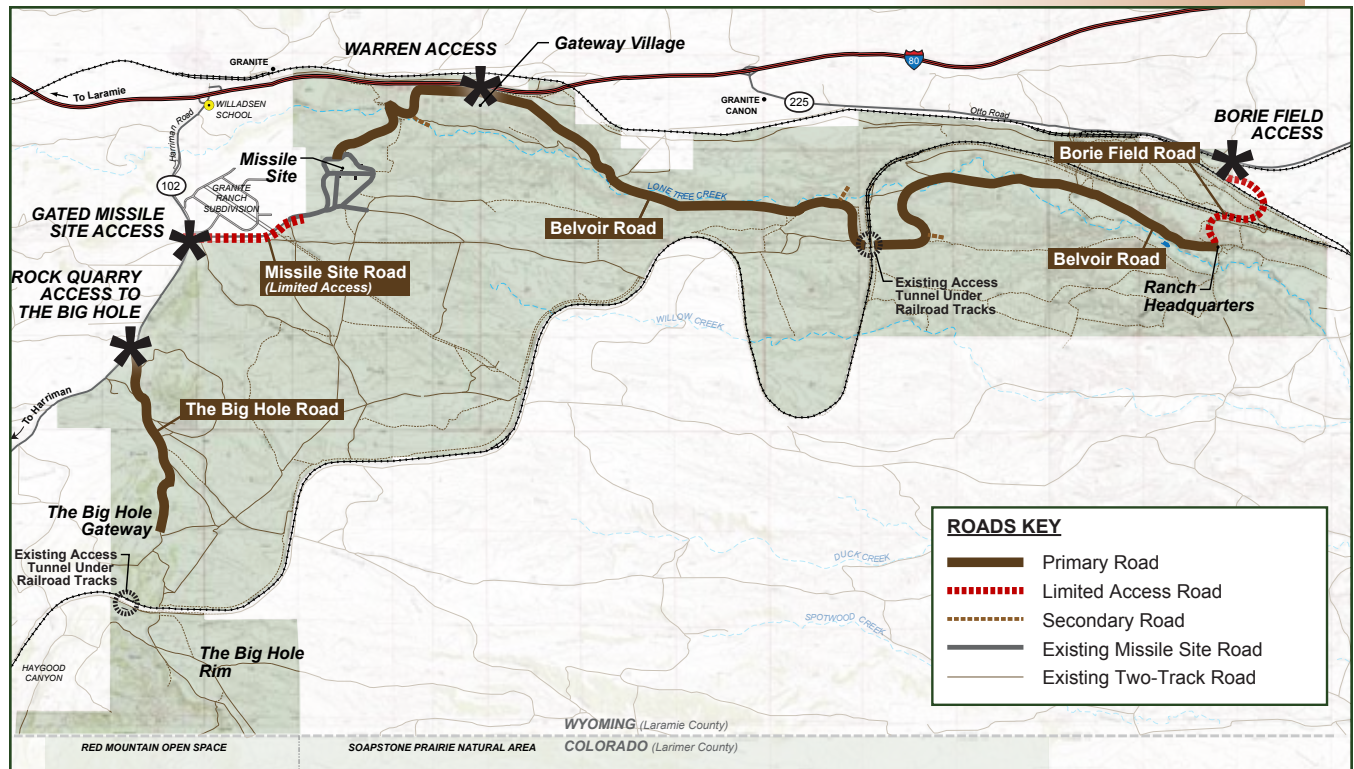 WARREN ACCESS
Gateway Village
GRANITE
80
To Laramie
WILLADSEN
SCHOOL
Harriman Road
GRANITE
CANON
225
Otto Road
BORIE FIELD
ACCESS
Missile
Site
Borie Field Road
102
GRANITE
RANCH
SUBDIVISION
LONE TREE CREEK
GATED MISSILE
SITE ACCESS
Belvoir Road
Missile Site Road
(Limited Access)
Belvoir Road
ROCK QUARRY
ACCESS TO
THE BIG HOLE
Existing Access
Tunnel Under
Railroad Tracks
Ranch
Headquarters
WILLOW CREEK
To Harriman
The Big Hole Road
The Big Hole
Gateway
Existing Access
Tunnel Under
Railroad Tracks
DUCK CREEK
SPOTWOOD CREEK
HAYGOOD
CANYON
The Big Hole
Rim
ROADS KEY
Primary Road
Limited Access Road
Secondary Road
Existing Missile Site Road
Existing Two-Track Road
WYOMING (Laramie County)
RED MOUNTAIN OPEN SPACE
SOAPSTONE PRAIRIE NATURAL AREA
COLORADO (Larimer County)